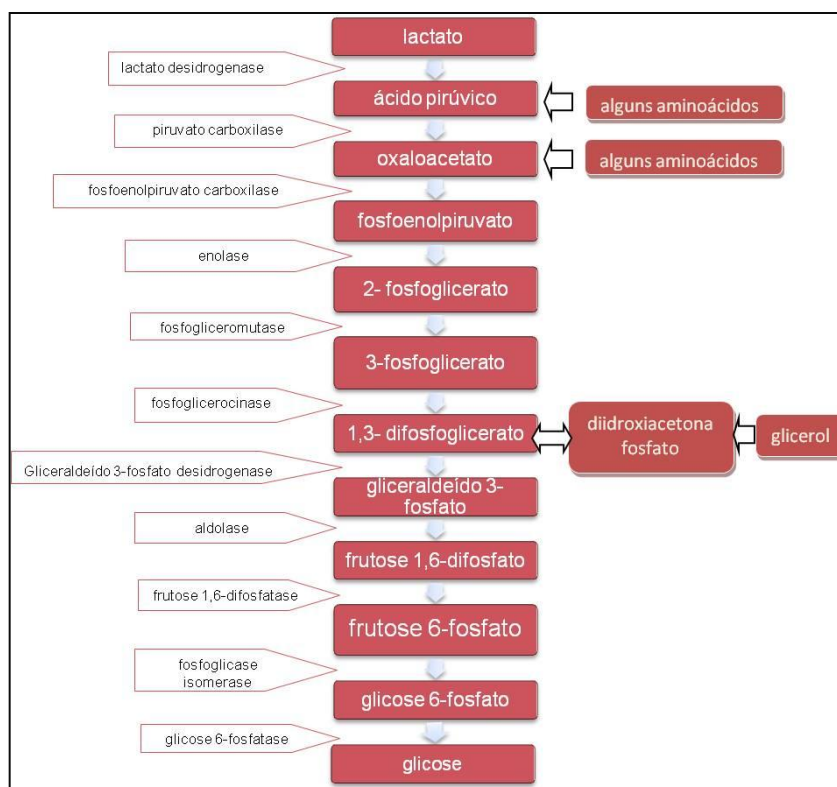 lactato
lactato desidrogenase
ácido pirúvico
alguns aminoácidos
piruvato carboxilase
oxaloacetato
alguns aminoácidos
fosfoenolpiruvato carboxilase
fosfoenolpiruvato
enolase
2- fosfoglicerato
fosfogliceromutase
3-fosfoglicerato
fosfoglicerocinase
1,3- difosfoglicerato
diidroxiacetona
fosfato
glicerol
Gliceraldeído 3-fosfato desidrogenase
gliceraldeído 3-
fosfato
aldolase
frutose 1,6-difosfato
frutose 1,6-difosfatase
frutose 6-fosfato
fosfoglicase
isomerase
glicose 6-fosfato
glicose 6-fosfatase
glicose